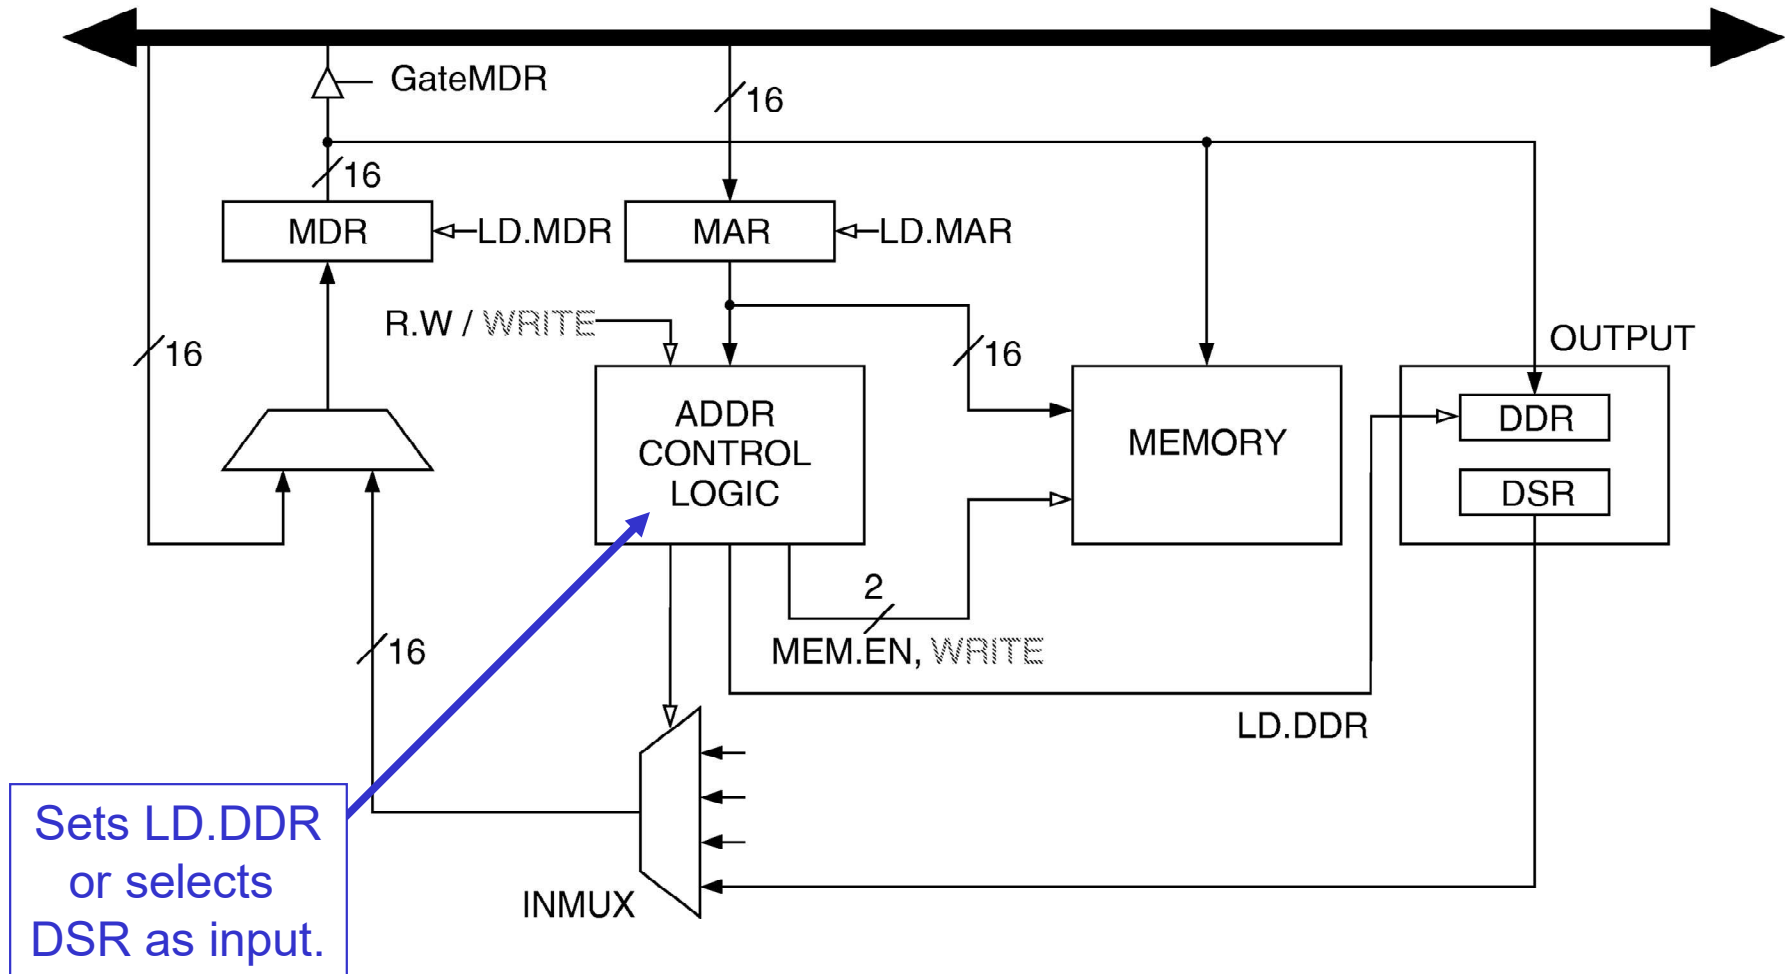 GateMDR
16
16
MDR
LD.MDR
MAR
LD.MAR
R.W / WRITE
16
16
OUTPUT
ADDR
CONTROL
LOGIC
MEMORY
DDR
DSR
2
MEM.EN, WRITE
16
LD.DDR
INMUX
Sets LD.DDR
or selects
DSR as input.